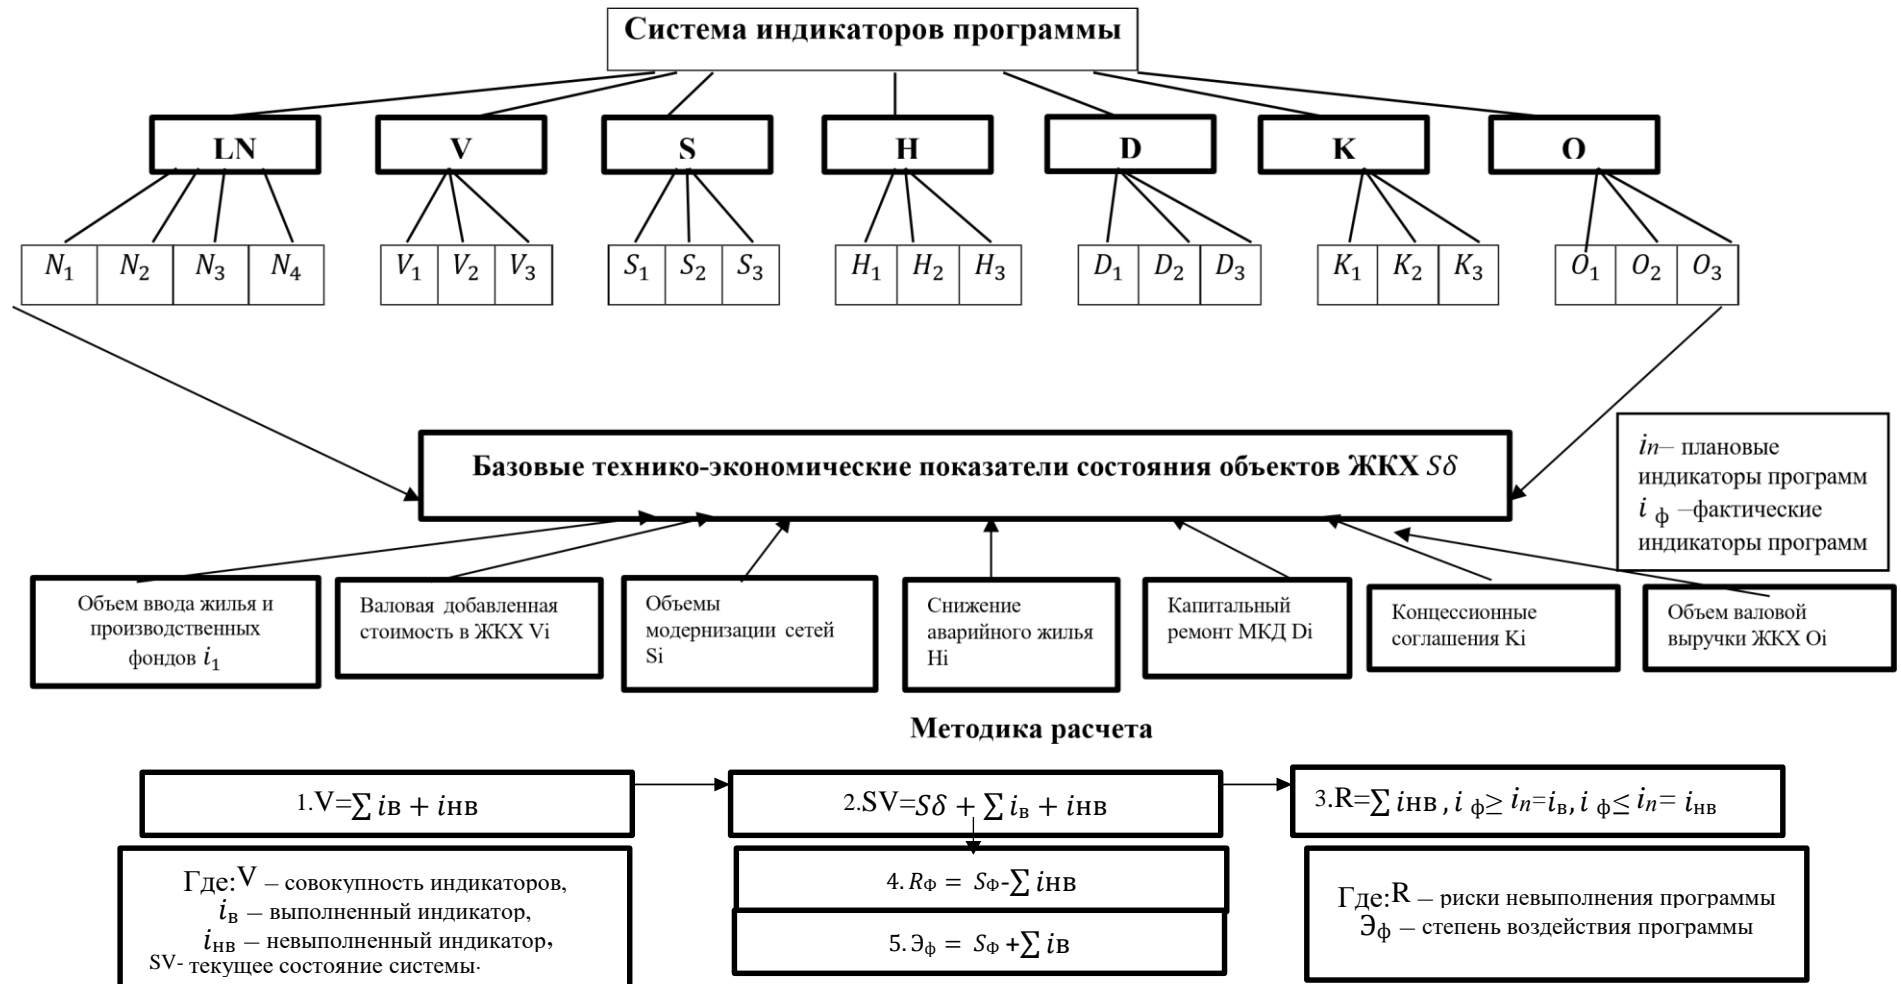 Система индикаторов программы
LN
V
S
H
D
K
O
N₁ N₂ N₃ N₄
V₁ V₂ V₃
S₁ S₂ S₃
H₁ H₂ H₃
D₁ D₂ D₃
K₁ K₂ K₃
O₁ O₂ O₃
Базовые технико-экономические показатели состояния объектов ЖКХ Sδ
iп– плановые
индикаторы программ
i ф –фактические
индикаторы программ
Объем ввода жилья и
производственных
фондов i₁
Валовая добавленная
стоимость в ЖКХ Vi
Объемы
модернизации сетей
Si
Снижение
аварийного жилья
Hi
Капитальный
ремонт МКД Di
Концессионные
соглашения Ki
Объем валовой
выручки ЖКХ Oi
Методика расчета
1.V=∑ iв + iнв
2.SV=Sδ + ∑ iв + iнв
3.R=∑ iнв , i ф≥ iп=iв, i ф≤ iп= iнв
Где:V – совокупность индикаторов,
iв – выполненный индикатор,
iнв – невыполненный индикатор,
SV- текущее состояние системы.
4. RФ = SФ-∑ iнв
5. Эф = SФ +∑ iв
Где:R – риски невыполнения программы
Эф – степень воздействия программы